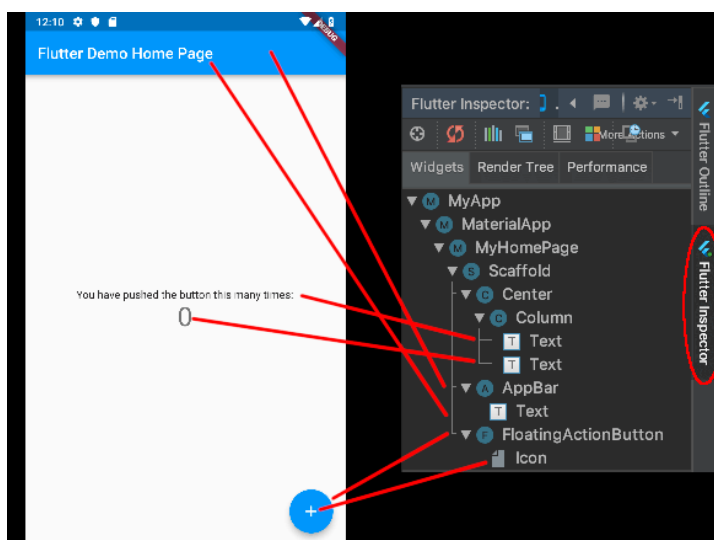 12:10
DEBUG
Flutter Demo Home Page
You have pushed the button this many times:
0
+
Flutter Inspector:
More Actions
Widgets Render Tree Performance
M MyApp
M MaterialApp
M MyHomePage
S Scaffold
C Center
C Column
T Text
T Text
A AppBar
T Text
F FloatingActionButton
Icon
Flutter Outline
Flutter Inspector